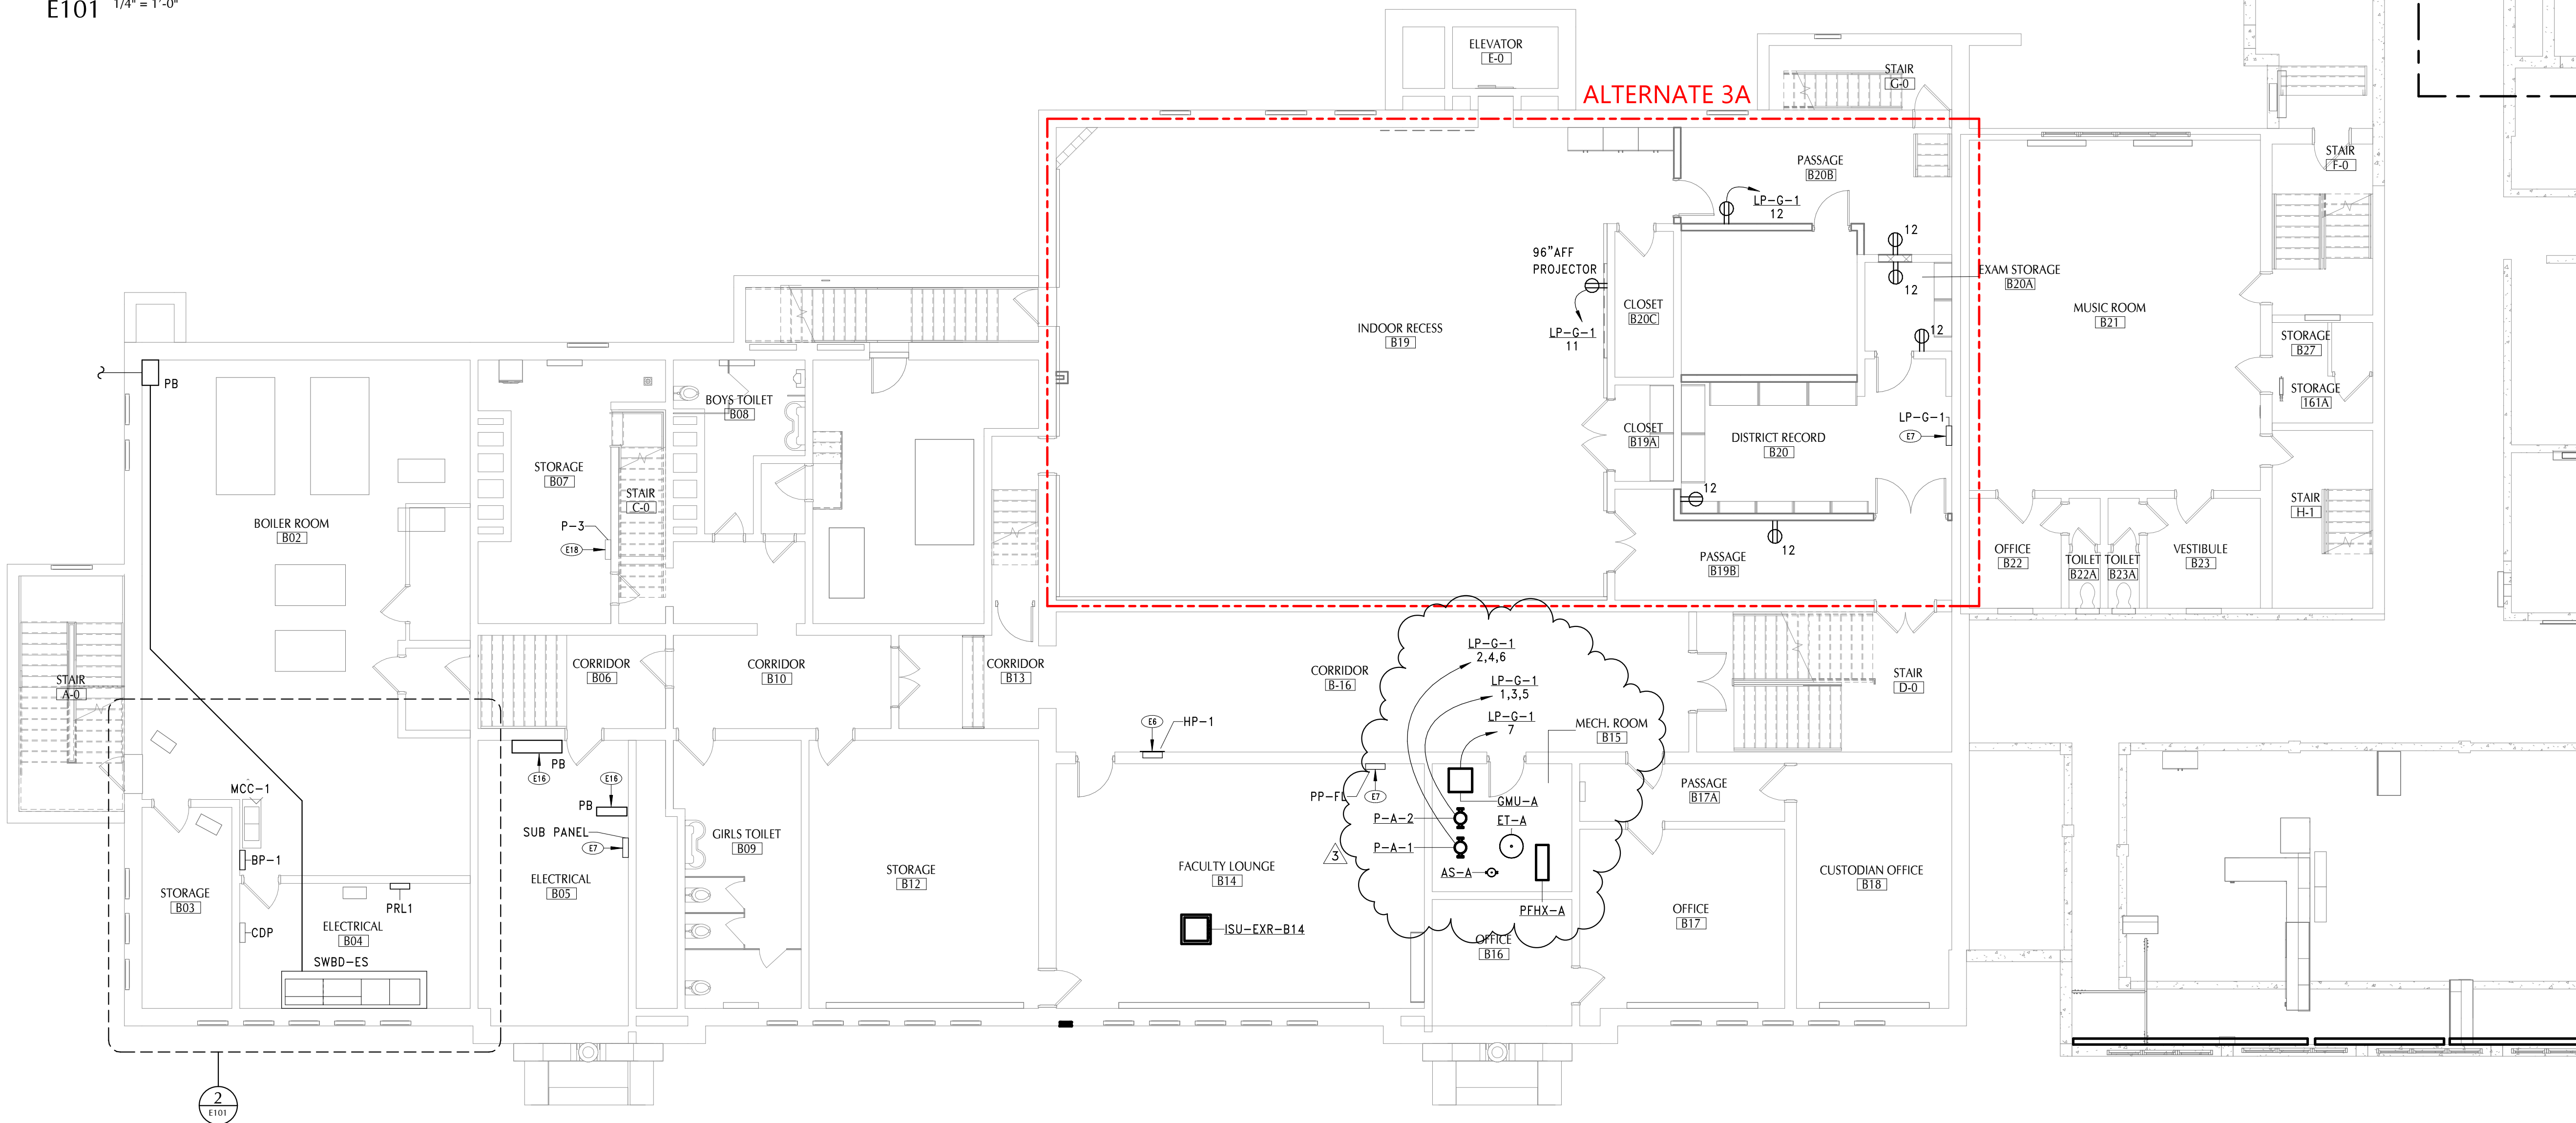 E101 1/4" = 1'-0"
ELEVATOR
E-0
ALTERNATE 3A
STAIR
G-0
STAIR
F-0
PASSAGE
B20B
LP-G-1
12
12
EXAM STORAGE
B20A
12
12
96"AFF
PROJECTOR
LP-G-1
11
CLOSET
B20C
INDOOR RECESS
B19
MUSIC ROOM
B21
STORAGE
B27
STORAGE
161A
PB
BOYS TOILET
B08
CLOSET
B19A
DISTRICT RECORD
B20
LP-G-1
E7
STORAGE
B07
STAIR
C-0
12
STAIR
H-1
BOILER ROOM
B02
P-3
E18
12
PASSAGE
B19B
OFFICE
B22
TOILET
B22A
TOILET
B23A
VESTIBULE
B23
STAIR
A-0
CORRIDOR
B06
CORRIDOR
B10
CORRIDOR
B13
CORRIDOR
B-16
LP-G-1
2,4,6
LP-G-1
1,3,5
LP-G-1
7
STAIR
D-0
E6
HP-1
MECH. ROOM
B15
PB
E16
E16
PB
MCC-1
SUB PANEL
E7
PP-FL
E7
GMU-A
P-A-2
ET-A
P-A-1
3
AS-A
PFHX-A
PASSAGE
B17A
GIRLS TOILET
B09
BP-1
STORAGE
B03
ELECTRICAL
B05
STORAGE
B12
FACULTY LOUNGE
B14
CUSTODIAN OFFICE
B18
PRL1
ELECTRICAL
B04
CDP
OFFICE
B17
ISU-EXR-B14
OFFICE
B16
SWBD-ES
2
E101